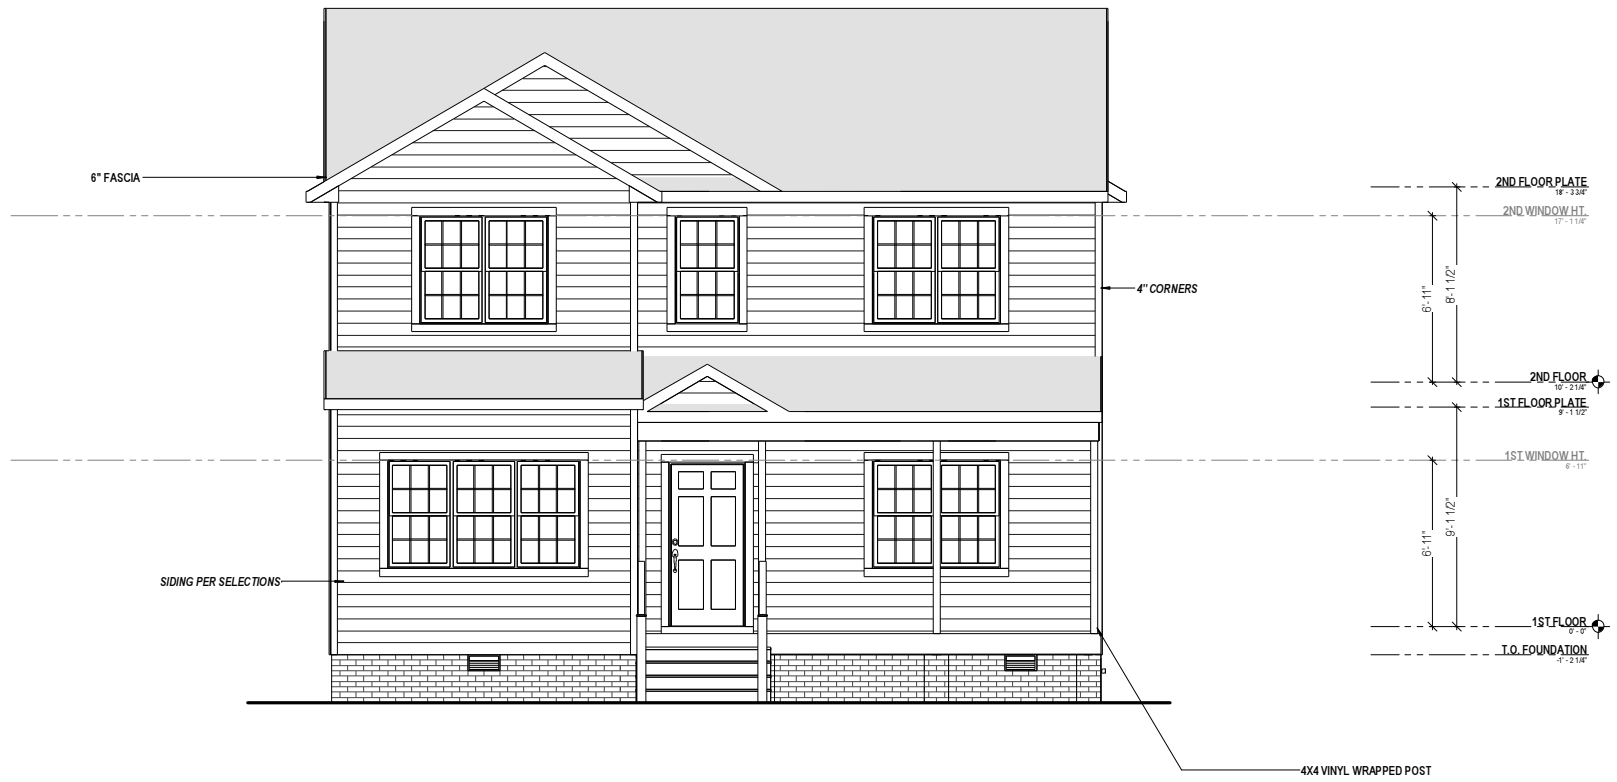 6" FASCIA
2ND FLOOR PLATE
18' - 3 3/4"
2ND WINDOW HT.
17' - 1 1/4"
4" CORNERS
6'-11"
8'-1 1/2"
2ND FLOOR
10' - 2 1/4"
1ST FLOOR PLATE
9' - 1 1/2"
1ST WINDOW HT.
6' - 11"
6'-11"
9'-1 1/2"
SIDING PER SELECTIONS
1ST FLOOR
0' - 0"
T.O. FOUNDATION
-1' - 2 1/4"
4X4 VINYL WRAPPED POST